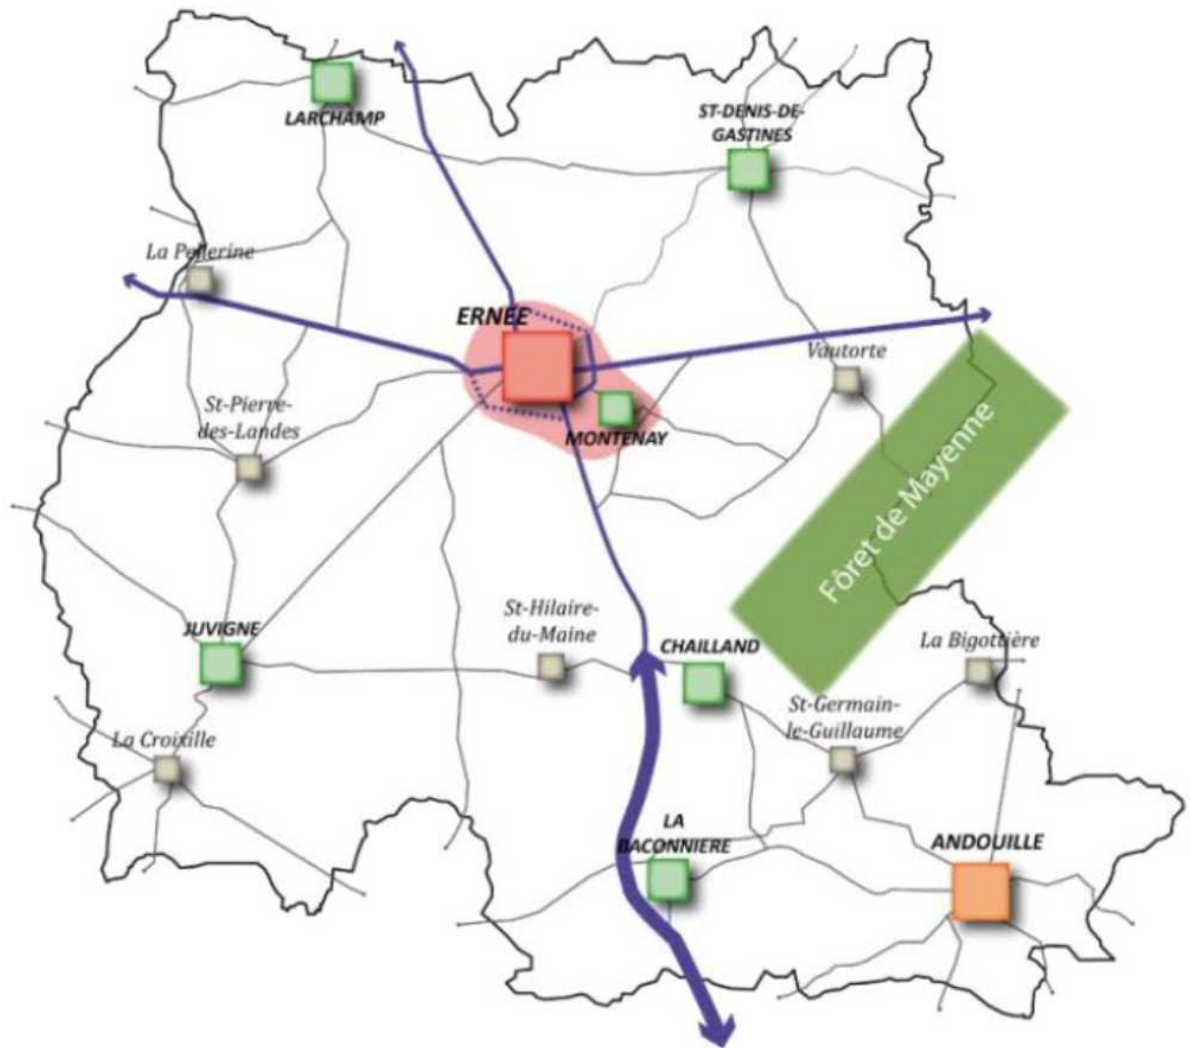 LARCHAMP
ST-DENIS-DE-
GASTINES
La Pellerine
ERNEE
Vautorte
St-Pierre-
des-Landes
MONTENAY
Fôret de Mayenne
St-Hilaire-
du-Maine
JUVIGNE
CHAILLAND
La Bigottière
St-Germain-
le-Guillaume
La Croixille
LA
BACONNIERE
ANDOUILLE